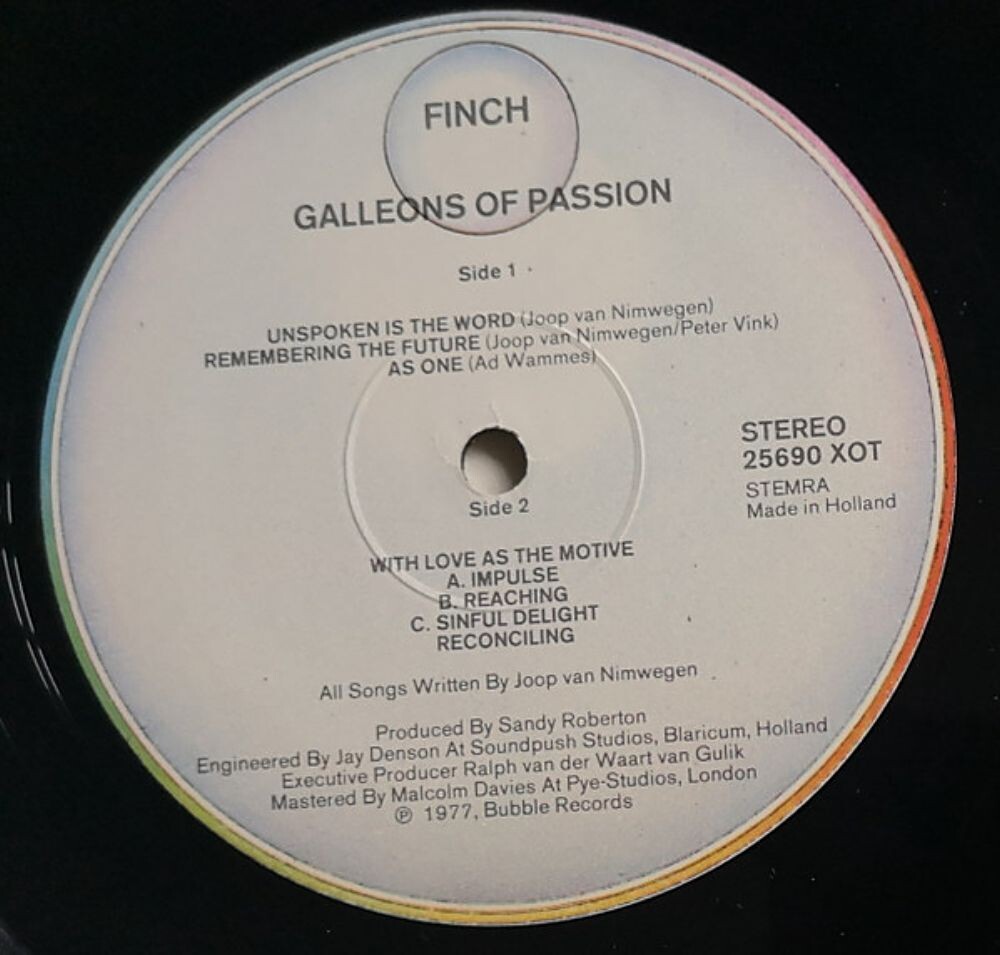 FINCH
GALLEONS OF PASSION
Side 1
UNSPOKEN IS THE WORD (Joop van Nimwegen)
REMEMBERING THE FUTURE (Joop van Nimwegen/Peter Vink)
AS ONE (Ad Wammes)
STEREO
25690 XOT
STEMRA
Made in Holland
Side 2
WITH LOVE AS THE MOTIVE
A. IMPULSE
B. REACHING
C. SINFUL DELIGHT
RECONCILING
All Songs Written By Joop van Nimwegen
Produced By Sandy Roberton
Engineered By Jay Denson At Soundpush Studios, Blaricum, Holland
Executive Producer Ralph van der Waart van Gulik
Mastered By Malcolm Davies At Pye-Studios, London
℗ 1977, Bubble Records